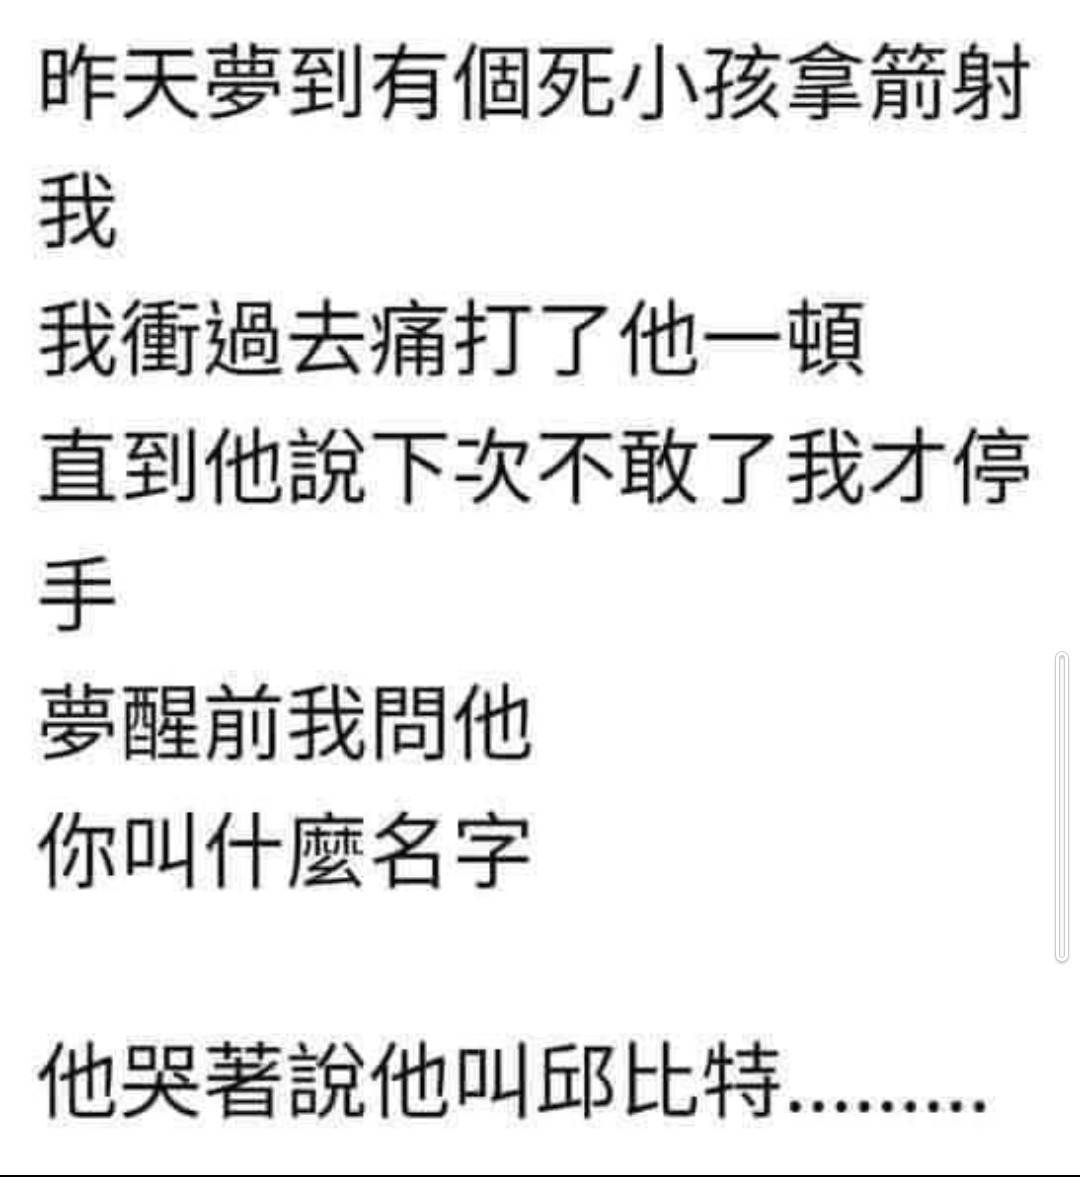 昨天夢到有個死小孩拿箭射
我
我衝過去痛打了他一頓
直到他說下次不敢了我才停
手
夢醒前我問他
你叫什麼名字
他哭著說他叫邱比特.........